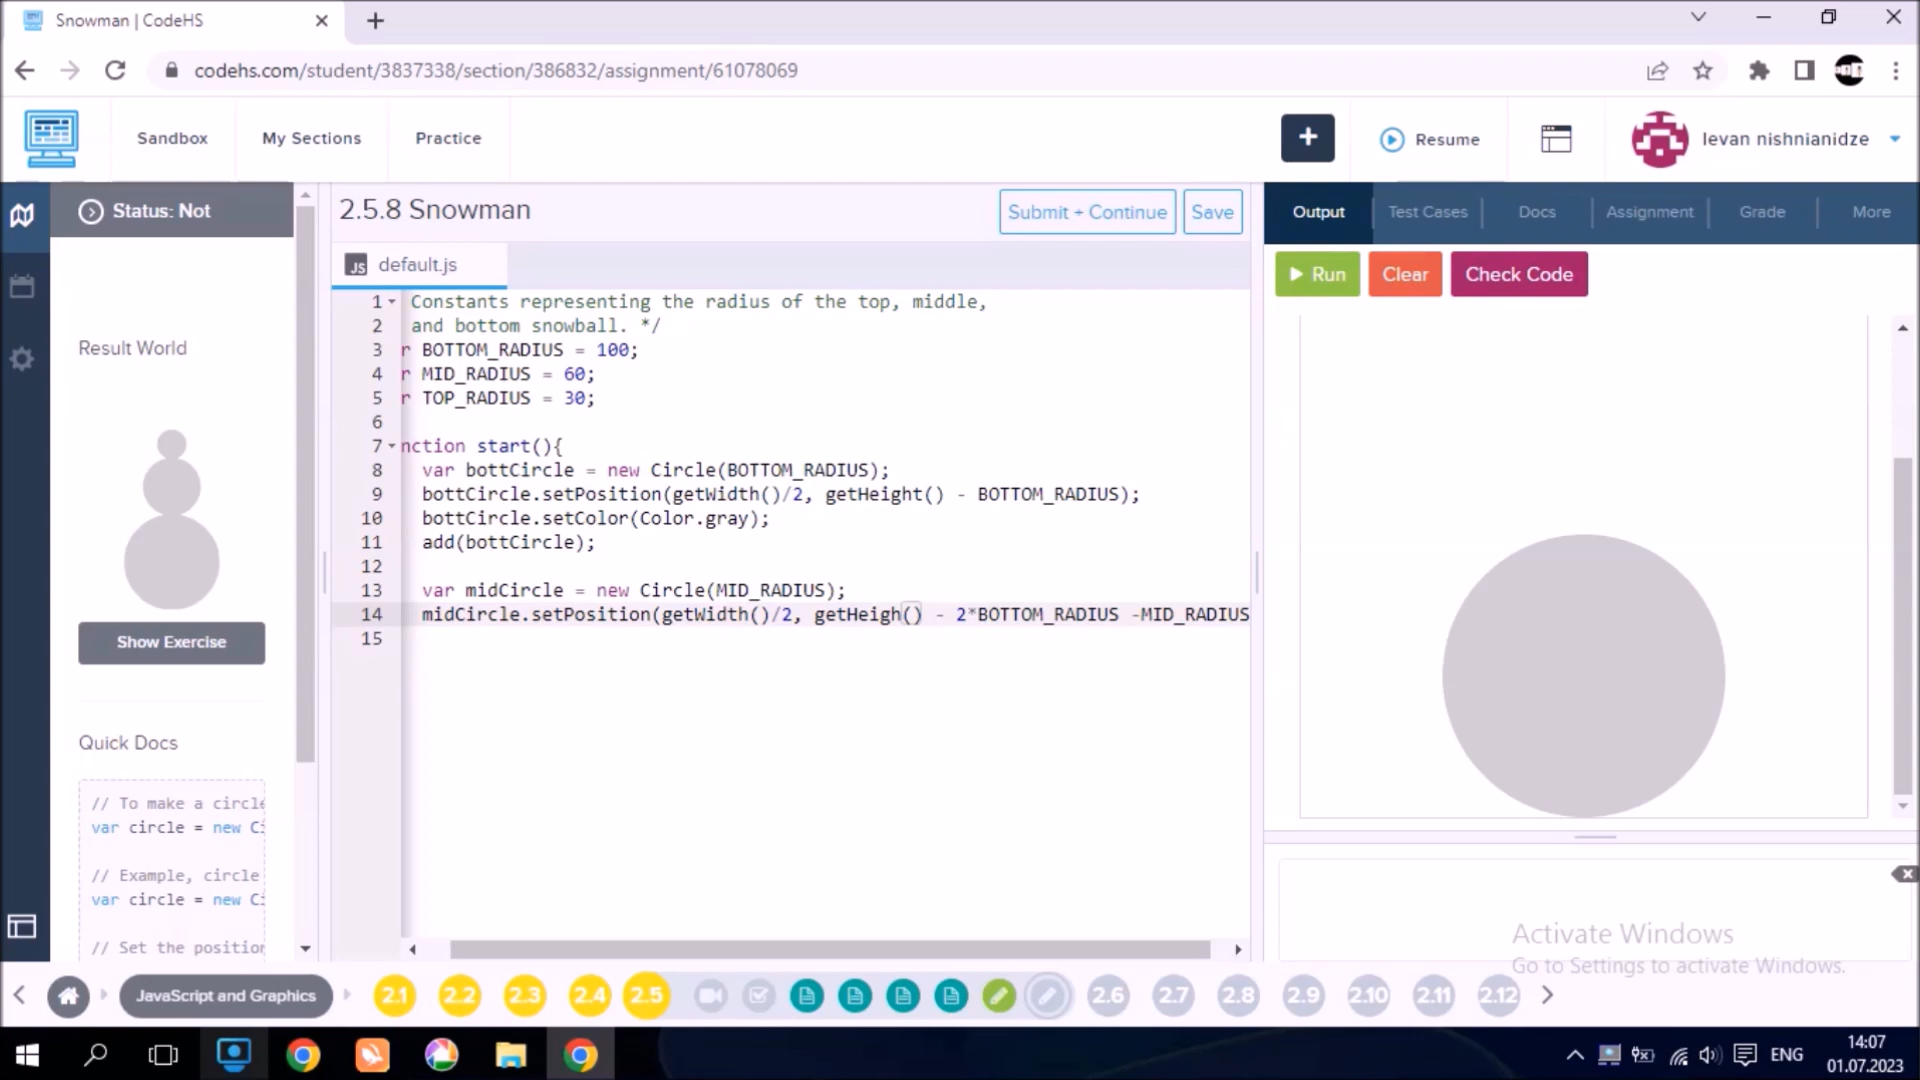 Snowman | CodeHS
codehs.com/student/3837338/section/386832/assignment/61078069
Sandbox
My Sections
Practice
Resume
levan nishnianidze
Status: Not
2.5.8 Snowman
Submit + Continue
Save
Output
Test Cases
Docs
Assignment
Grade
More
JS default.js
Run
Clear
Check Code
1 Constants representing the radius of the top, middle,
2 and bottom snowball. */
3 r BOTTOM_RADIUS = 100;
4 r MID_RADIUS = 60;
5 r TOP_RADIUS = 30;
6
7 nction start(){
8 var bottCircle = new Circle(BOTTOM_RADIUS);
9 bottCircle.setPosition(getWidth()/2, getHeight() - BOTTOM_RADIUS);
10 bottCircle.setColor(Color.gray);
11 add(bottCircle);
12
13 var midCircle = new Circle(MID_RADIUS);
14 midCircle.setPosition(getWidth()/2, getHeigh() - 2*BOTTOM_RADIUS -MID_RADIUS
15
Result World
Show Exercise
Quick Docs
// To make a circle
var circle = new Ci
// Example, circle
var circle = new Ci
// Set the position
Activate Windows
Go to Settings to activate Windows.
JavaScript and Graphics
2.1
2.2
2.3
2.4
2.5
2.6
2.7
2.8
2.9
2.10
2.11
2.12
ENG
14:07
01.07.2023